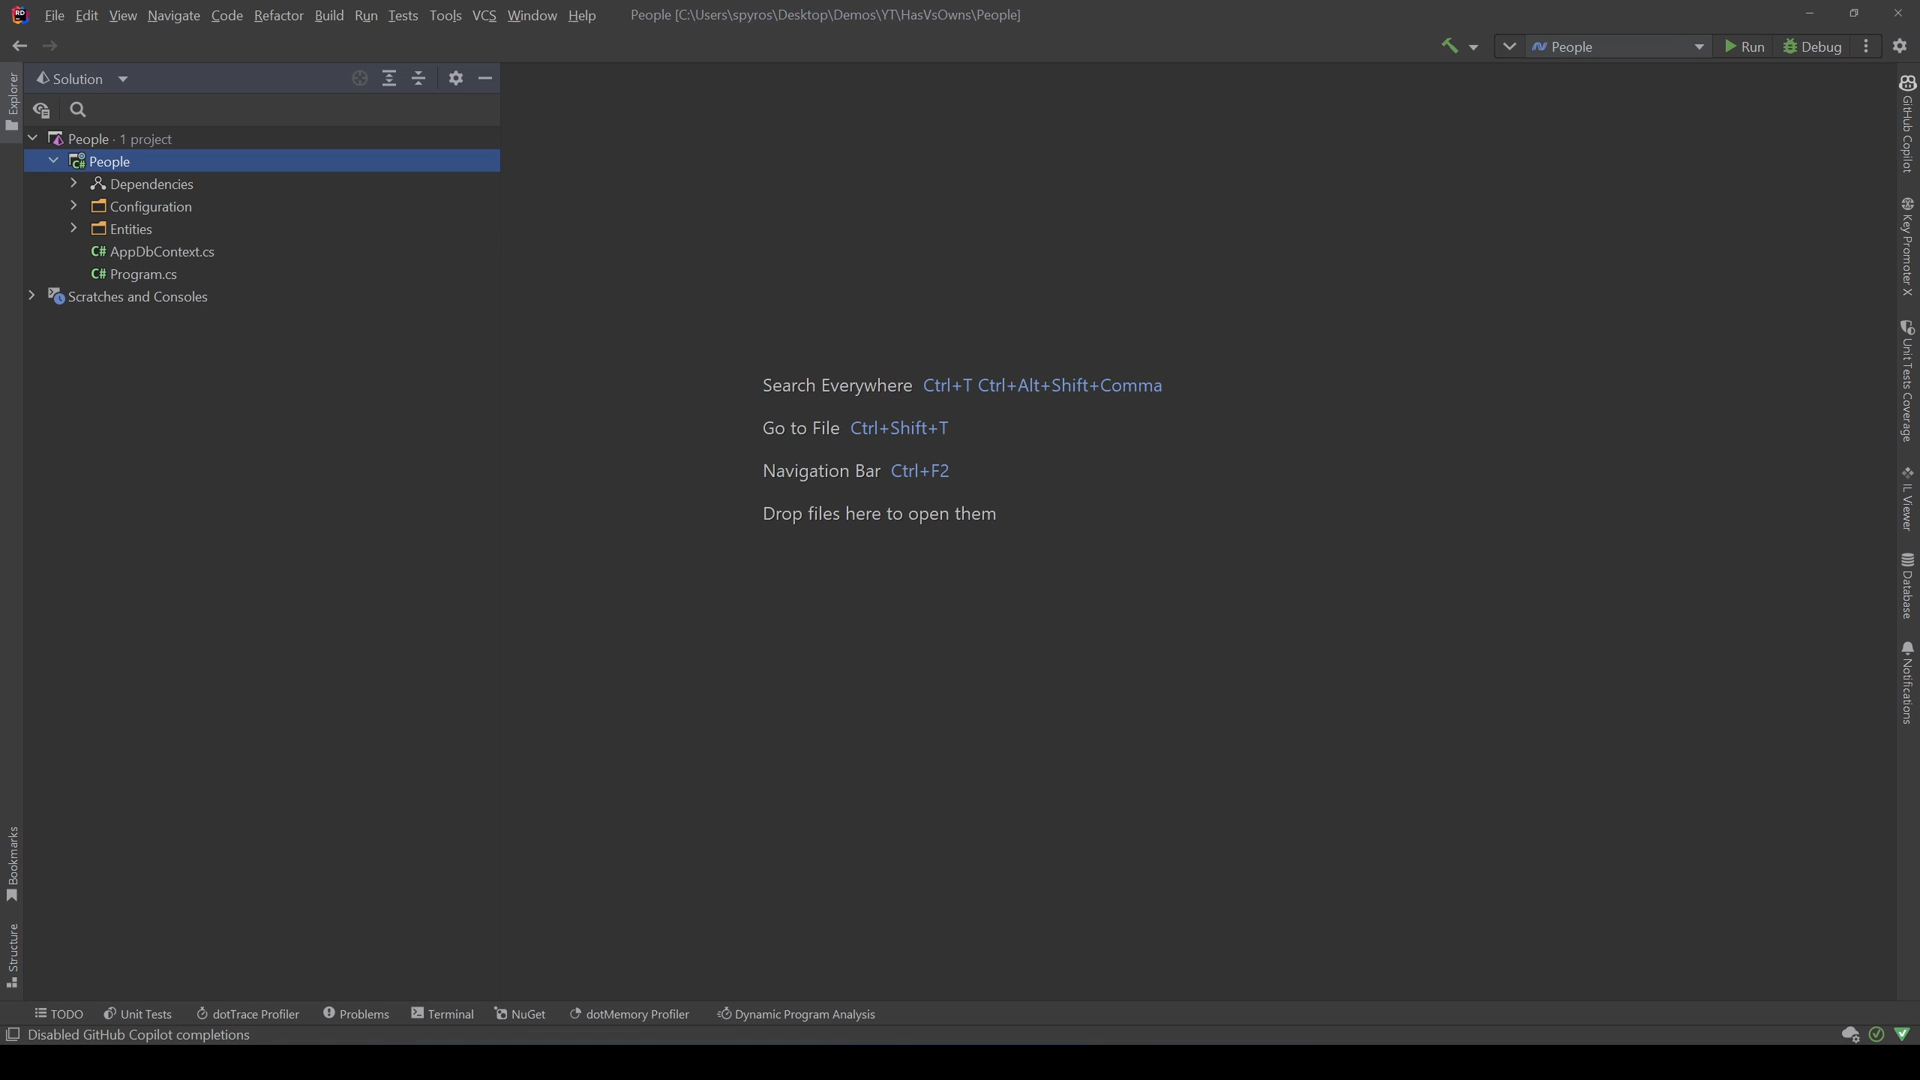 File Edit View Navigate Code Refactor Build Run Tests Tools VCS Window Help People [C:\Users\spyros\Desktop\Demos\YT\HasVsOwns\People]
People Run Debug
Solution
People · 1 project
C# People
Dependencies
Configuration
Entities
C# AppDbContext.cs
C# Program.cs
Scratches and Consoles
Search Everywhere Ctrl+T Ctrl+Alt+Shift+Comma
Go to File Ctrl+Shift+T
Navigation Bar Ctrl+F2
Drop files here to open them
Explorer
Bookmarks
Structure
GitHub Copilot
Key Promoter X
Unit Tests Coverage
IL Viewer
Database
Notifications
TODO Unit Tests dotTrace Profiler Problems Terminal NuGet dotMemory Profiler Dynamic Program Analysis
Disabled GitHub Copilot completions